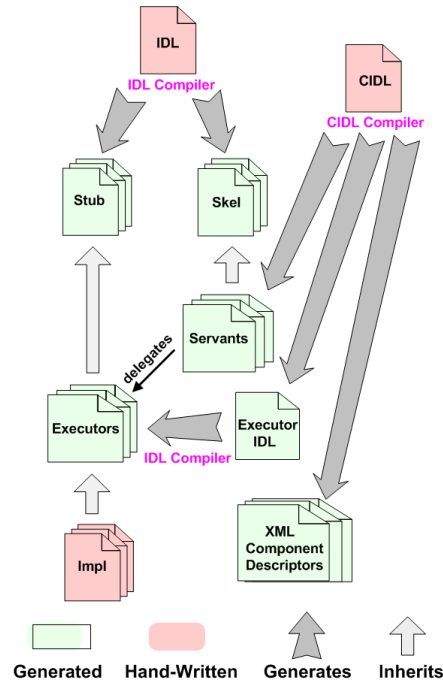 IDL
IDL Compiler
CIDL
CIDL Compiler
Stub
Skel
Servants
delegates
Executors
Executor
IDL
IDL Compiler
XML
Component
Descriptors
Impl
Generated
Hand-Written
Generates
Inherits